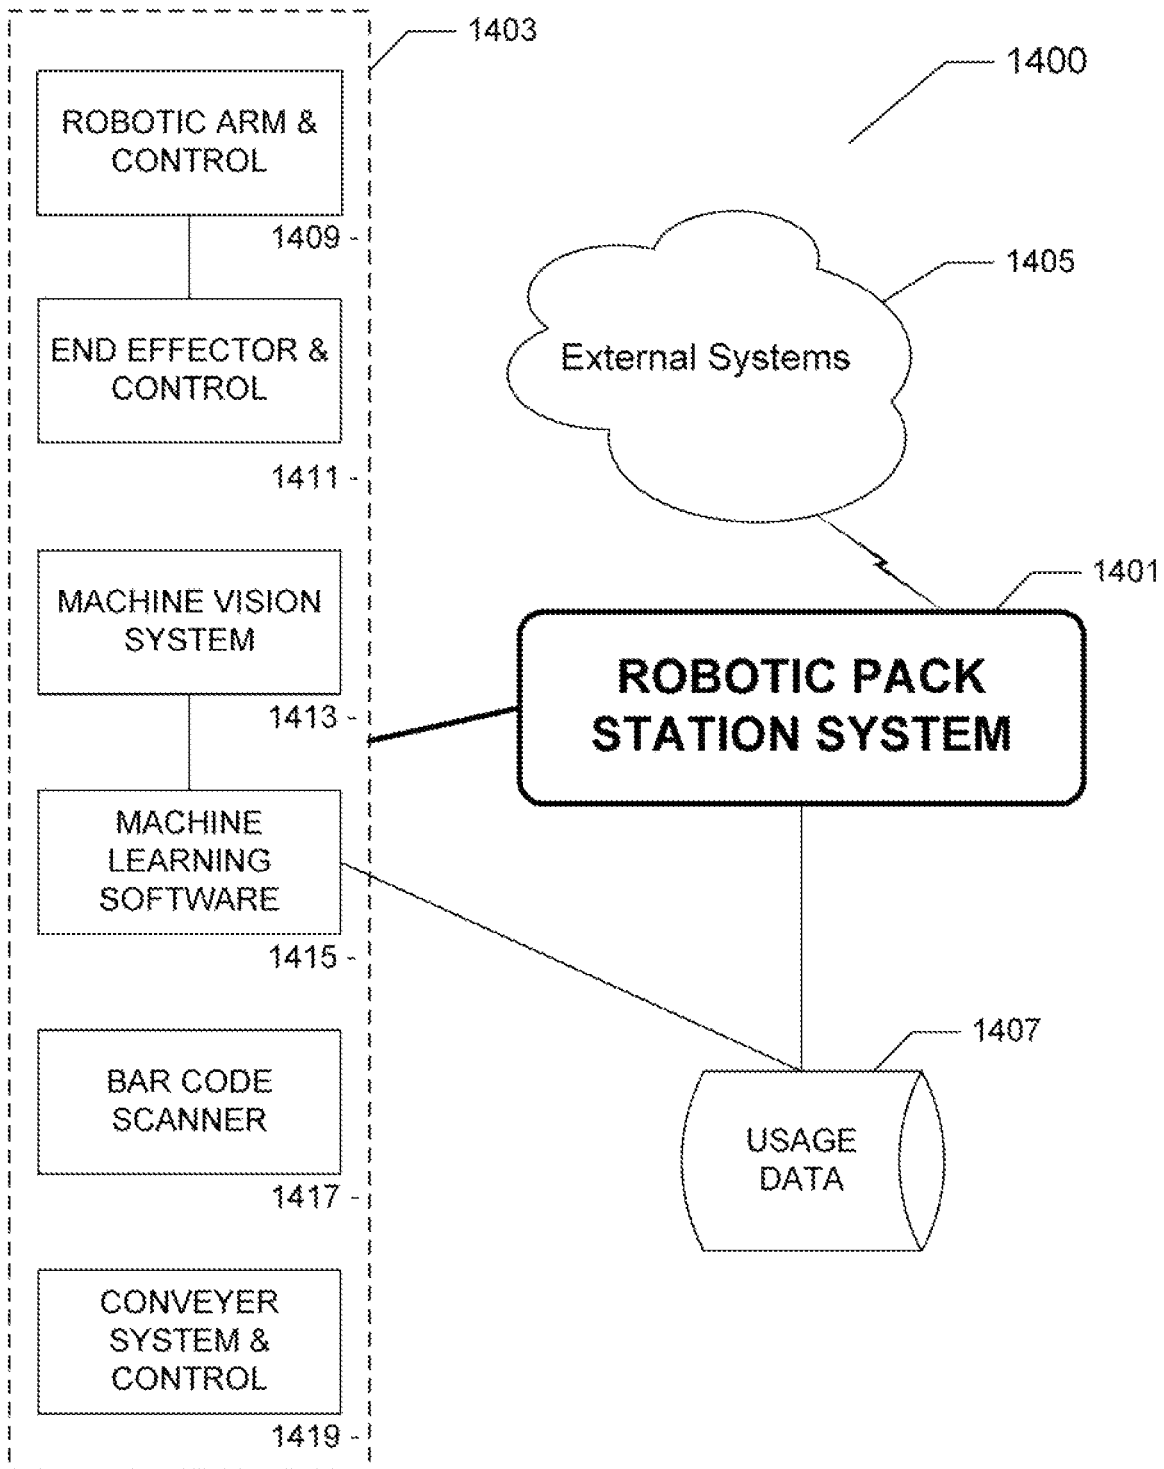 1403
1400
ROBOTIC ARM &
CONTROL
1409
1405
END EFFECTOR &
CONTROL
External Systems
1411
1401
MACHINE VISION
SYSTEM
1413
ROBOTIC PACK
STATION SYSTEM
MACHINE
LEARNING
SOFTWARE
1415
1407
BAR CODE
SCANNER
USAGE
DATA
1417
CONVEYER
SYSTEM &
CONTROL
1419